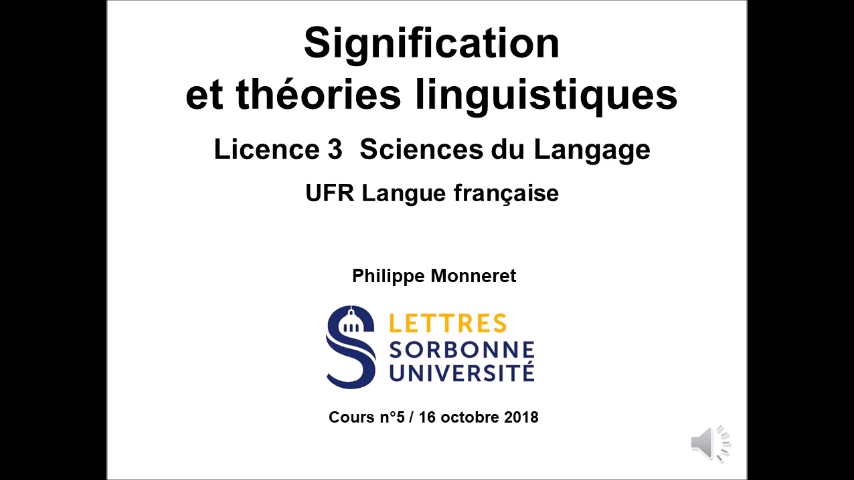 Signification
et théories linguistiques
Licence 3 Sciences du Langage
UFR Langue française
Philippe Monneret
LETTRES
SORBONNE
UNIVERSITÉ
Cours n°5 / 16 octobre 2018